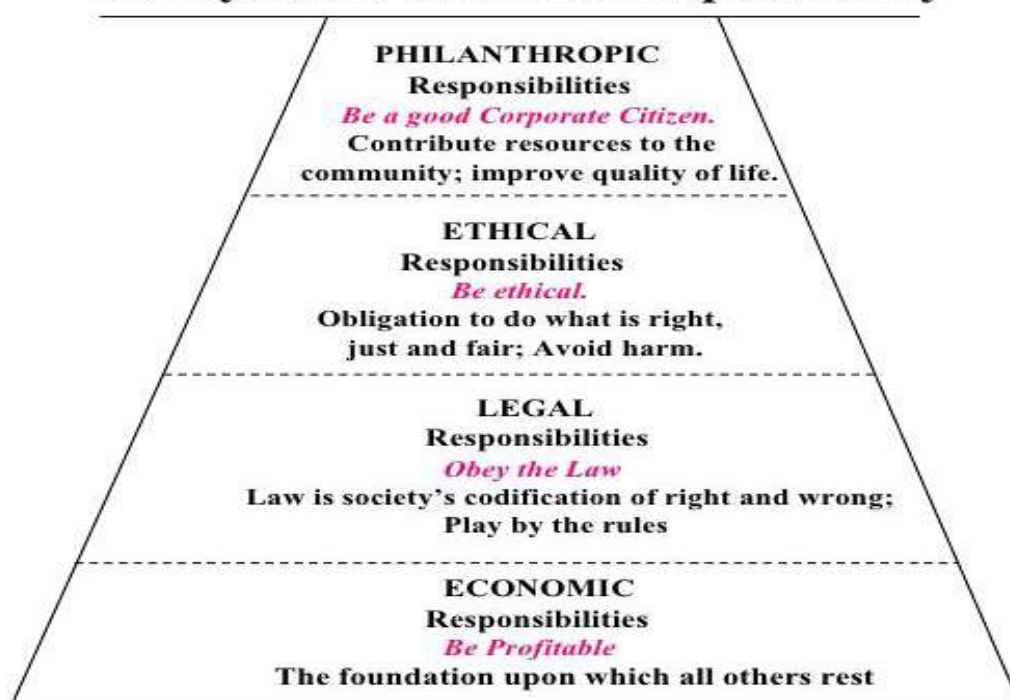 PHILANTHROPIC
Responsibilities
Be a good Corporate Citizen.
Contribute resources to the
community; improve quality of life.
ETHICAL
Responsibilities
Be ethical.
Obligation to do what is right,
just and fair; Avoid harm.
LEGAL
Responsibilities
Obey the Law
Law is society’s codification of right and wrong;
Play by the rules
ECONOMIC
Responsibilities
Be Profitable
The foundation upon which all others rest